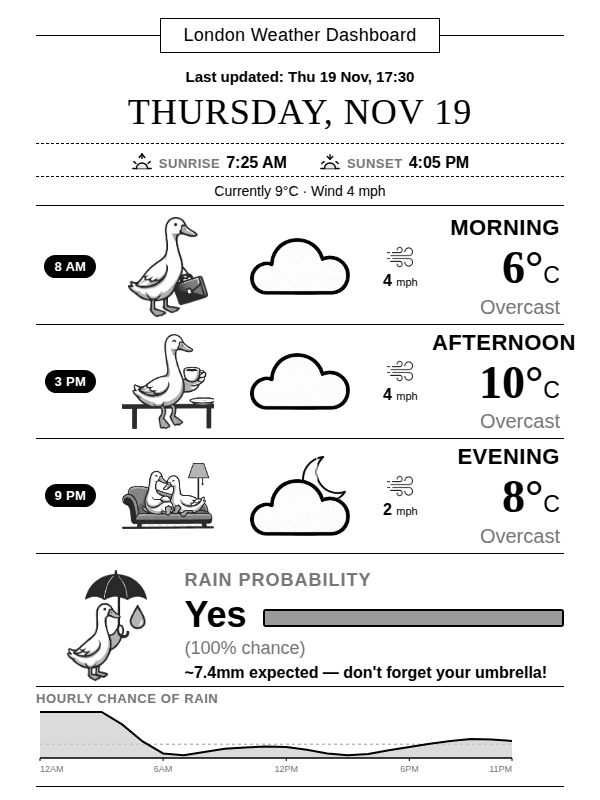 London Weather Dashboard
Last updated: Thu 19 Nov, 17:30
THURSDAY, NOV 19
SUNRISE 7:25 AM SUNSET 4:05 PM
Currently 9°C · Wind 4 mph
8 AM
4 mph
MORNING
6°C
Overcast
3 PM
4 mph
AFTERNOON
10°C
Overcast
9 PM
2 mph
EVENING
8°C
Overcast
RAIN PROBABILITY
Yes
(100% chance)
~7.4mm expected — don't forget your umbrella!
HOURLY CHANCE OF RAIN
12AM 6AM 12PM 6PM 11PM